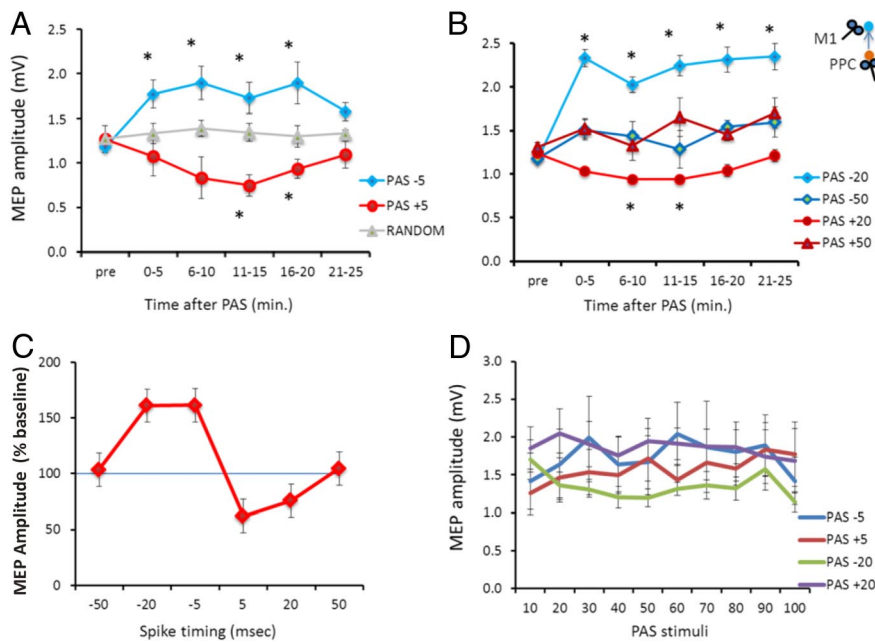 A
MEP amplitude (mV)
2.5
2.0
1.5
1.0
0.5
0.0
* * * *
* *
pre 0-5 6-10 11-15 16-20 21-25
Time after PAS (min.)
PAS -5
PAS +5
RANDOM
B
M1
PPC
MEP amplitude (mV)
2.5
2.0
1.5
1.0
0.5
0.0
* * * * *
* *
pre 0-5 6-10 11-15 16-20 21-25
Time after PAS (min.)
PAS -20
PAS -50
PAS +20
PAS +50
C
MEP Amplitude (% baseline)
200
150
100
50
0
-50 -20 -5 5 20 50
Spike timing (msec)
D
MEP amplitude (mV)
3.0
2.5
2.0
1.5
1.0
0.5
0.0
10 20 30 40 50 60 70 80 90 100
PAS stimuli
PAS -5
PAS +5
PAS -20
PAS +20